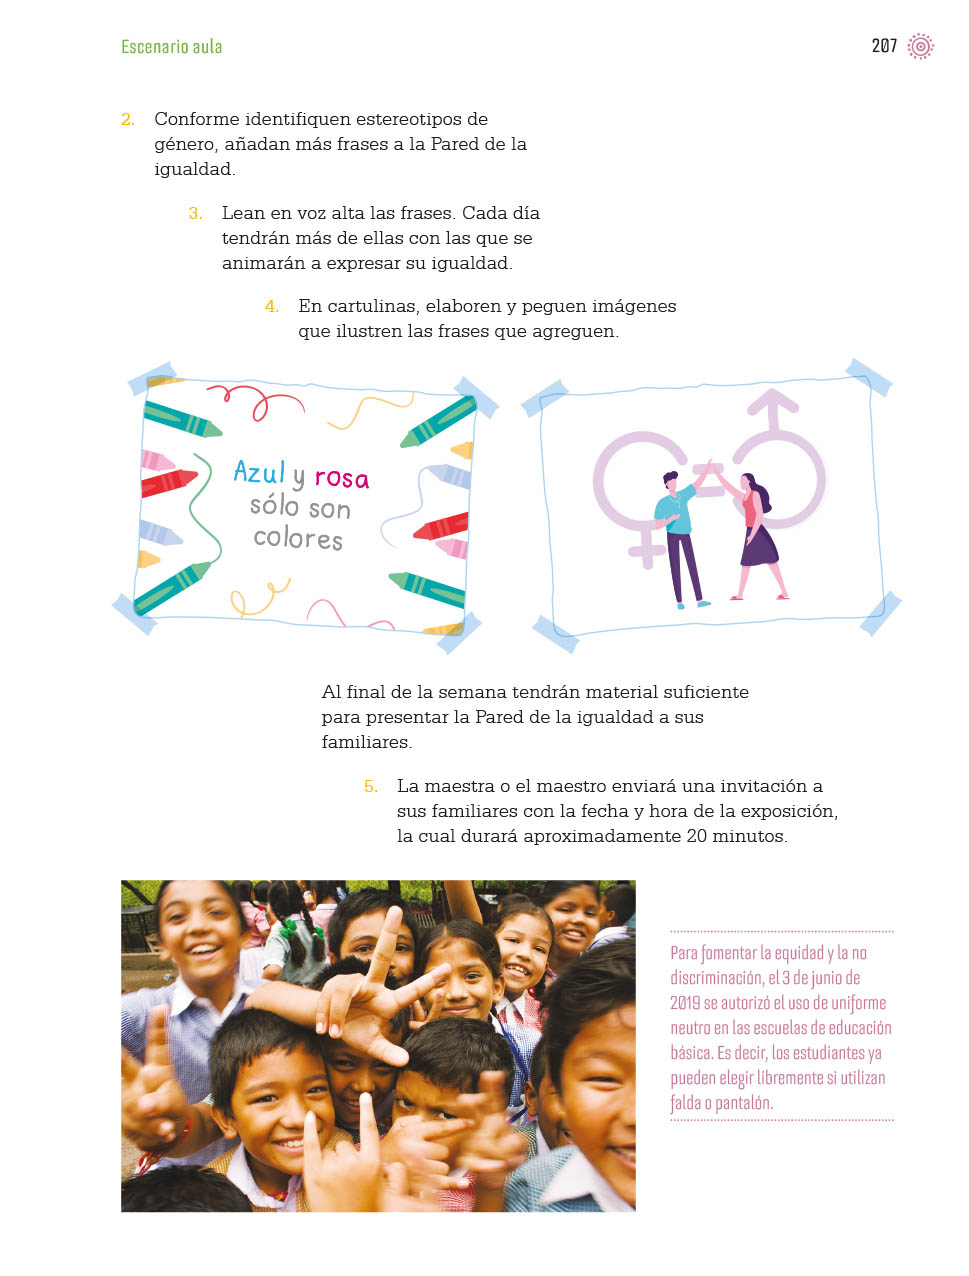 Escenario aula
207
2. Conforme identifiquen estereotipos de
género, añadan más frases a la Pared de la
igualdad.
3. Lean en voz alta las frases. Cada día
tendrán más de ellas con las que se
animarán a expresar su igualdad.
4. En cartulinas, elaboren y peguen imágenes
que ilustren las frases que agreguen.
Azul y rosa
sólo son
colores
Al final de la semana tendrán material suficiente
para presentar la Pared de la igualdad a sus
familiares.
5. La maestra o el maestro enviará una invitación a
sus familiares con la fecha y hora de la exposición,
la cual durará aproximadamente 20 minutos.
Para fomentar la equidad y la no
discriminación, el 3 de junio de
2019 se autorizó el uso de uniforme
neutro en las escuelas de educación
básica. Es decir, los estudiantes ya
pueden elegir libremente si utilizan
falda o pantalón.